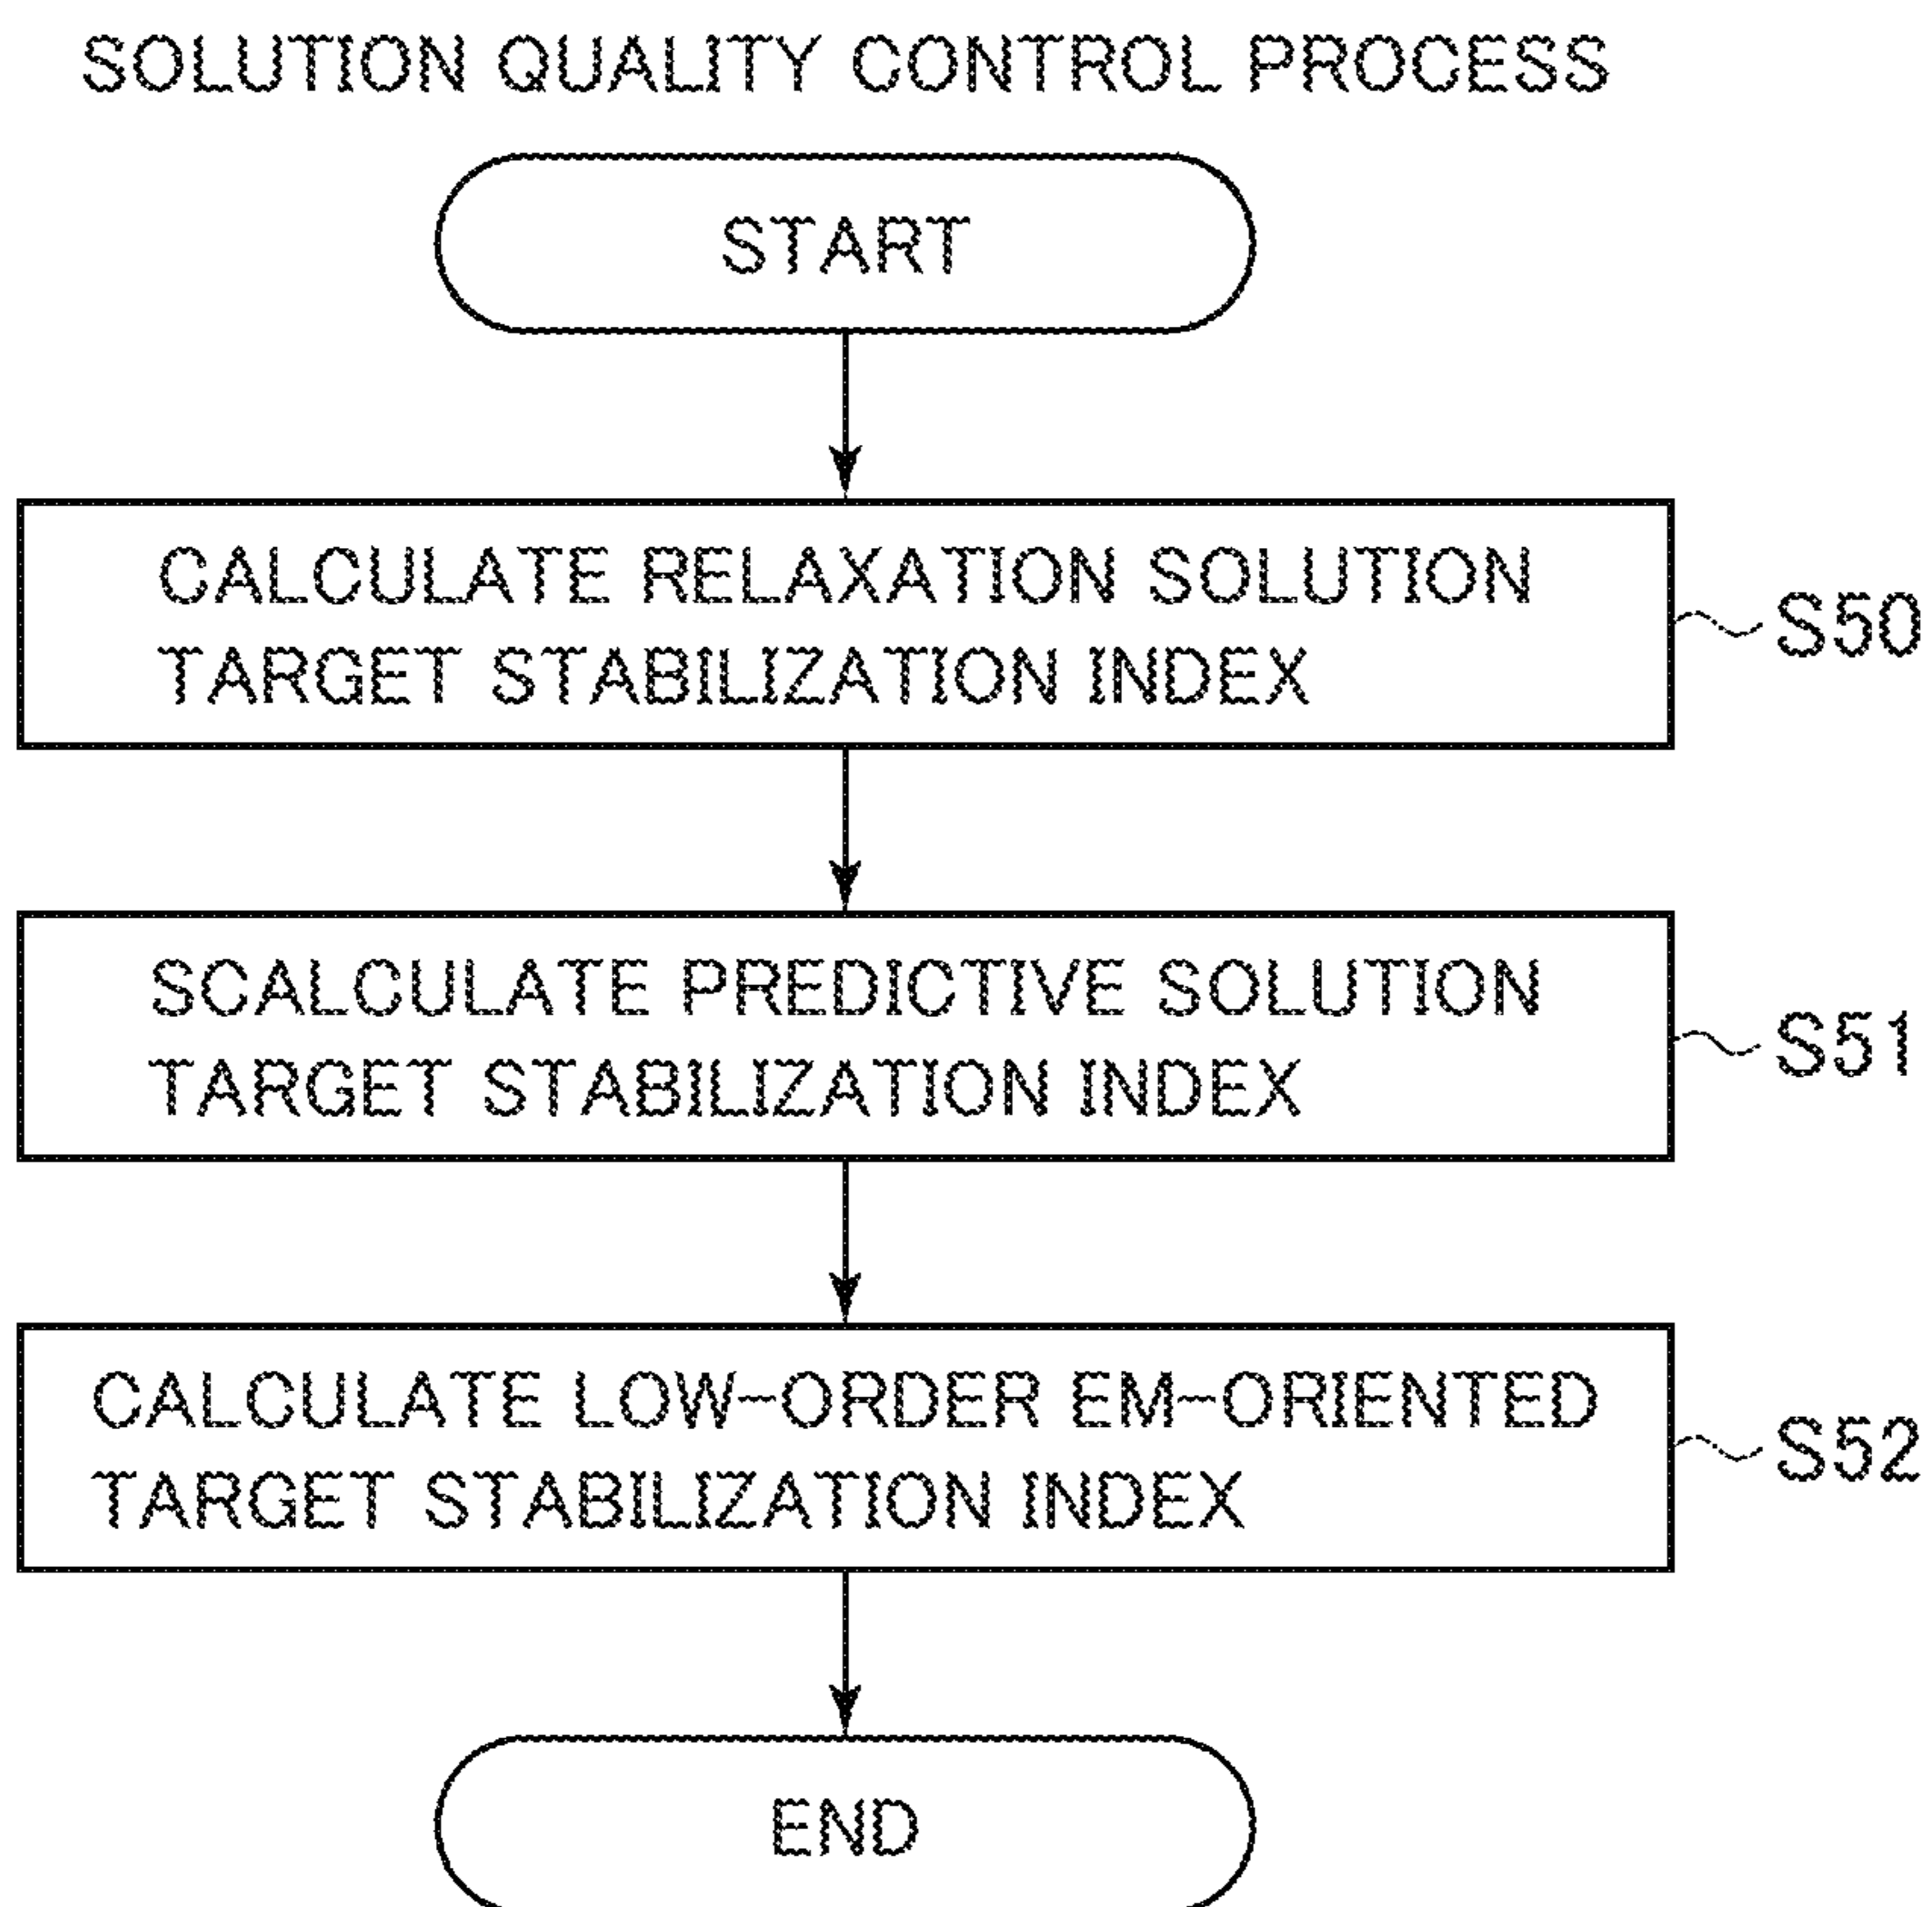 SOLUTION QUALITY CONTROL PROCESS
START
CALCULATE RELAXATION SOLUTION
TARGET STABILIZATION INDEX
S50
SCALCULATE PREDICTIVE SOLUTION
TARGET STABILIZATION INDEX
S51
CALCULATE LOW-ORDER EM-ORIENTED
TARGET STABILIZATION INDEX
S52
END